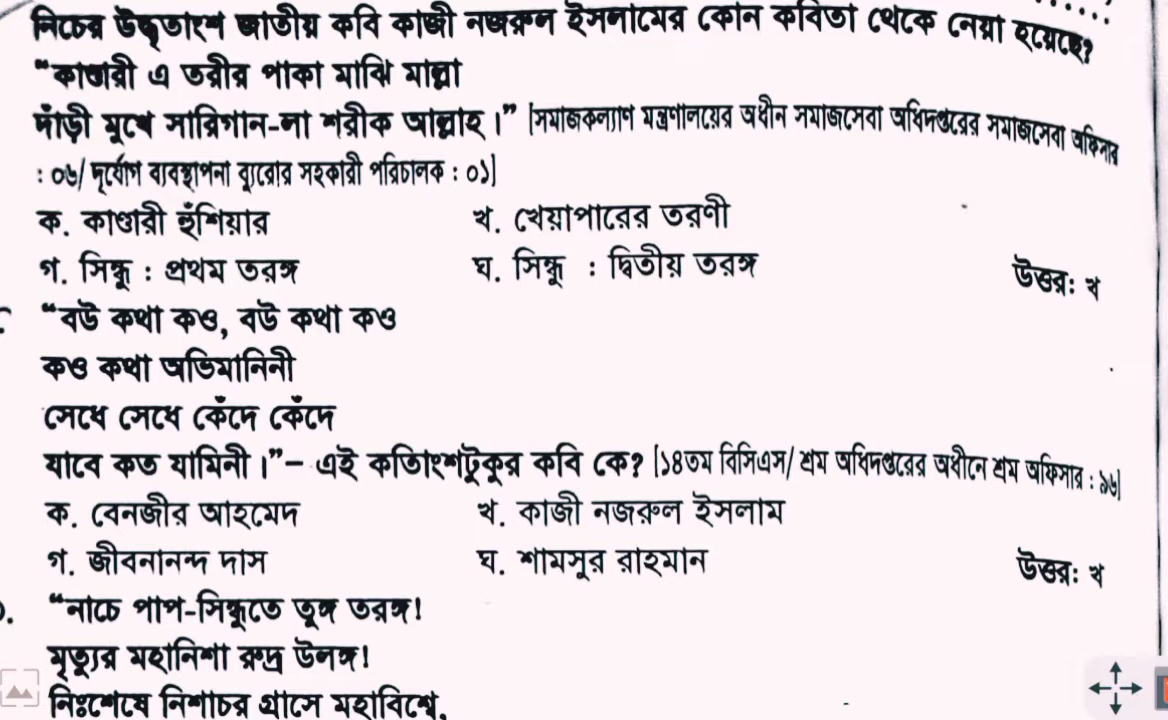 নিচের উদ্ধৃতাংশ জাতীয় কবি কাজী নজরুল ইসলামের কোন কবিতা থেকে নেয়া হয়েছে?
“কাণ্ডারী এ তরীর পাকা মাঝি মাল্লা
দাঁড়ী মুখে সারিগান-লা শরীক আল্লাহ।” [সমাজকল্যাণ মন্ত্রণালয়ের অধীন সমাজসেবা অধিদপ্তরের সমাজসেবা অফিসার
: ০৬/ দূর্যোগ ব্যবস্থাপনা ব্যুরোর সহকারী পরিচালক : ০১]
ক. কাণ্ডারী হুঁশিয়ার খ. খেয়াপারের তরণী
গ. সিন্ধু : প্রথম তরঙ্গ ঘ. সিন্ধু : দ্বিতীয় তরঙ্গ উত্তর: খ
“বউ কথা কও, বউ কথা কও
কও কথা অভিমানিনী
সেধে সেধে কেঁদে কেঁদে
যাবে কত যামিনী।”– এই কতিাংশটুকুর কবি কে? [১৪তম বিসিএস/ শ্রম অধিদপ্তরের অধীনে শ্রম অফিসার : ৯৬]
ক. বেনজীর আহমেদ খ. কাজী নজরুল ইসলাম
গ. জীবনানন্দ দাস ঘ. শামসুর রাহমান উত্তর: খ
“নাচে পাপ-সিন্ধুতে তুঙ্গ তরঙ্গ!
মৃত্যুর মহানিশা রুদ্র উলঙ্গ!
নিঃশেষে নিশাচর গ্রাসে মহাবিশ্বে,